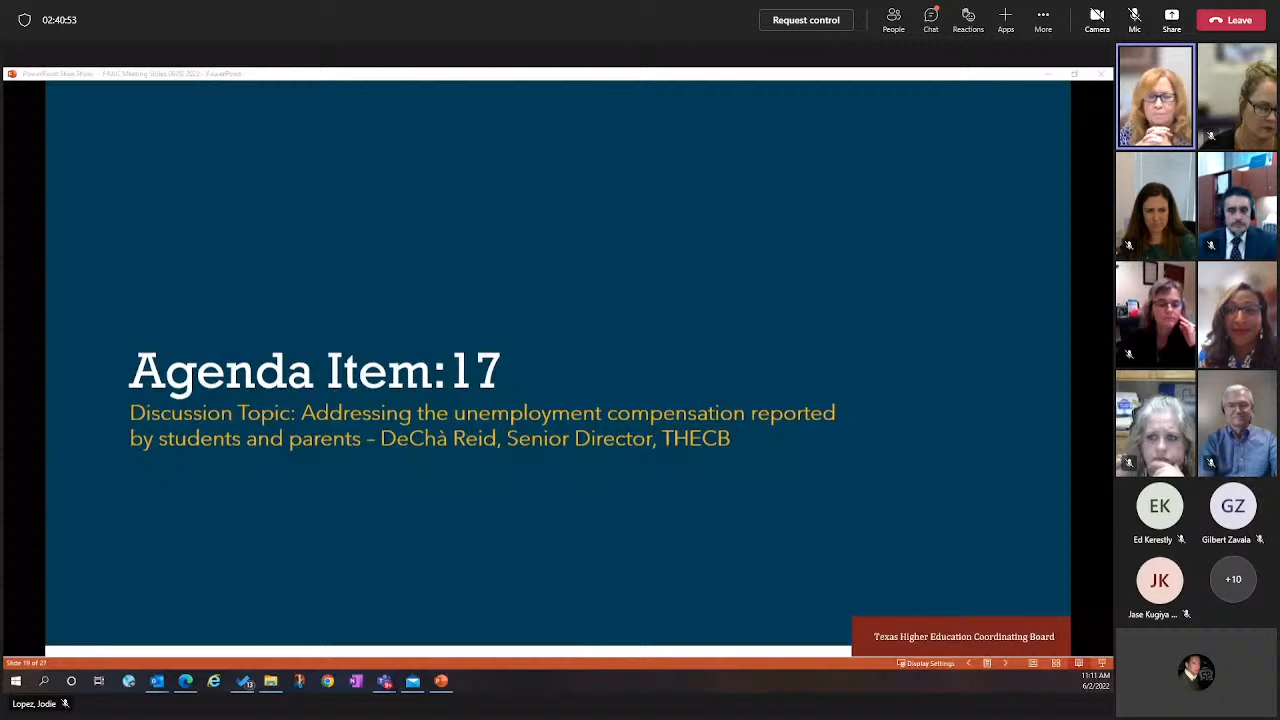 02:40:53
Request control
People
Chat
Reactions
Apps
More
Camera
Mic
Share
Leave
Agenda Item:17
Discussion Topic: Addressing the unemployment compensation reported
by students and parents – DeChà Reid, Senior Director, THECB
Texas Higher Education Coordinating Board
EK
GZ
Ed Kerestly
Gilbert Zavala
JK
+10
Jase Kugiya ...
Slide 19 of 27
Display Settings
11:11 AM
6/2/2022
Lopez, Jodie